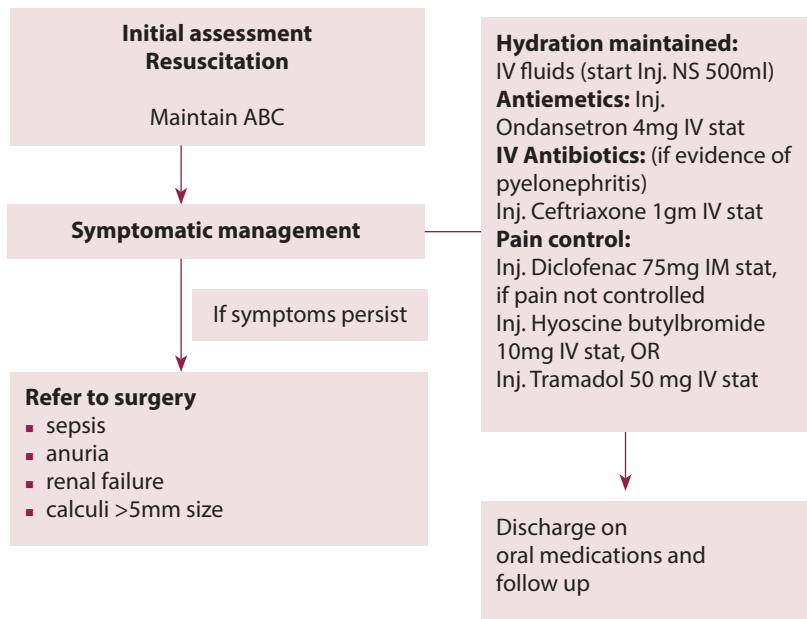 Initial assessment
Resuscitation
Maintain ABC
Symptomatic management
If symptoms persist
Refer to surgery
▪ sepsis
▪ anuria
▪ renal failure
▪ calculi >5mm size
Hydration maintained:
IV fluids (start Inj. NS 500ml)
Antiemetics: Inj.
Ondansetron 4mg IV stat
IV Antibiotics: (if evidence of
pyelonephritis)
Inj. Ceftriaxone 1gm IV stat
Pain control:
Inj. Diclofenac 75mg IM stat,
if pain not controlled
Inj. Hyoscine butylbromide
10mg IV stat, OR
Inj. Tramadol 50 mg IV stat
Discharge on
oral medications and
follow up